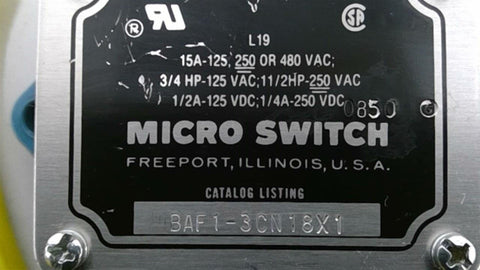 L19
15A-125, 250 OR 480 VAC;
3/4 HP-125 VAC; 11/2HP-250 VAC
1/2A-125 VDC; 1/4A-250 VDC
0850
MICRO SWITCH
FREEPORT, ILLINOIS, U.S.A.
CATALOG LISTING
BAF1-3CN18X1